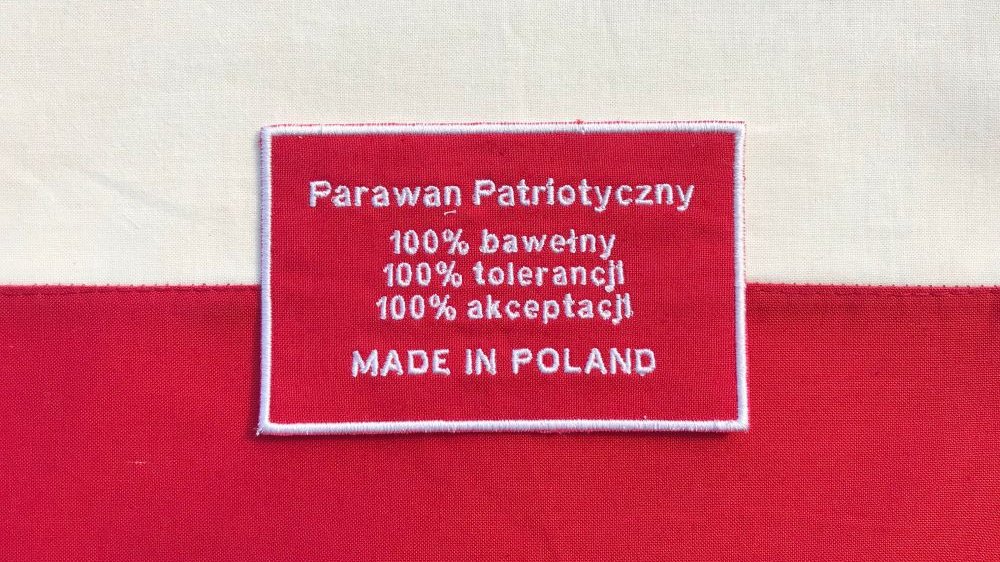 Parawan Patriotyczny
100% bawełny
100% tolerancji
100% akceptacji
MADE IN POLAND